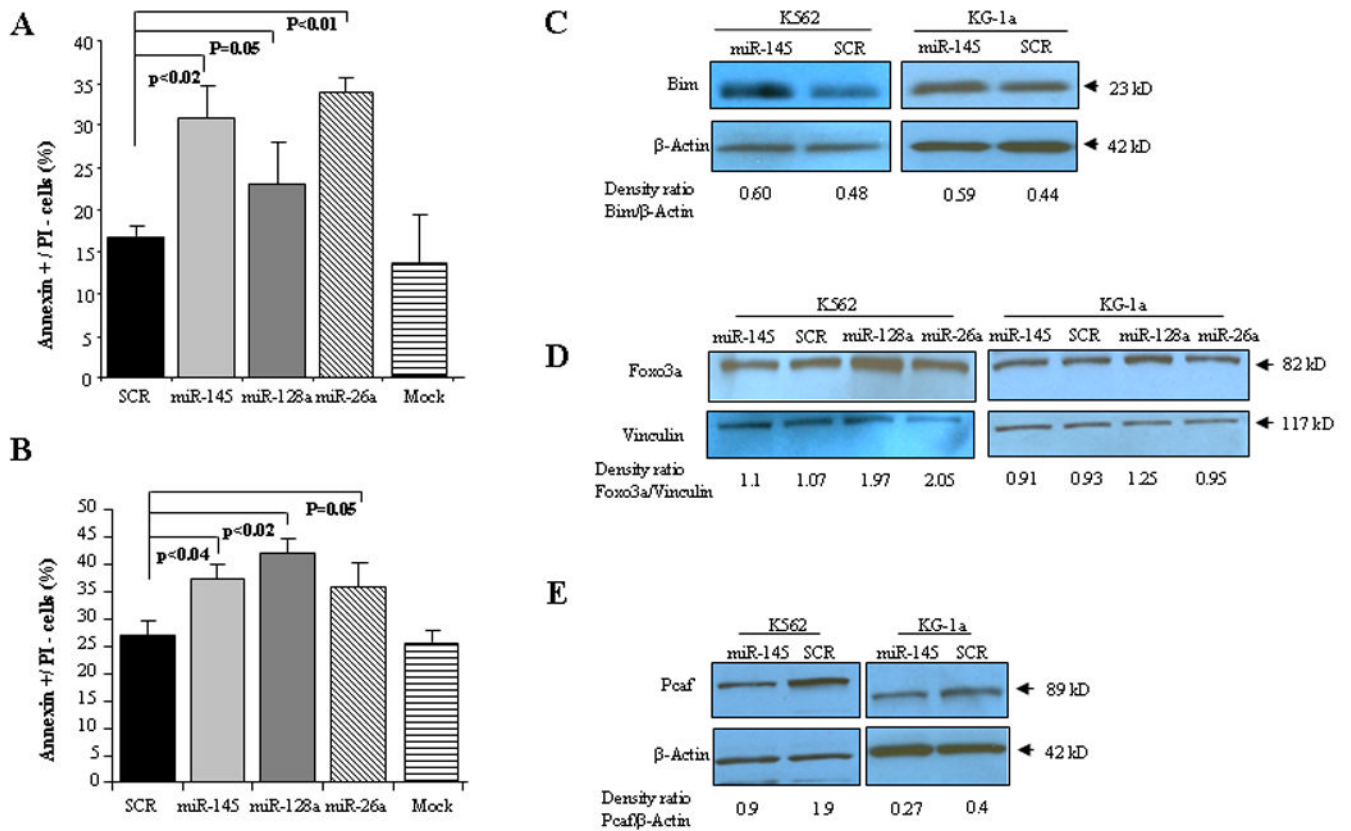 A
P<0.01
P=0.05
p<0.02
Annexin + / PI - cells (%)
40
35
30
25
20
15
10
5
0
SCR miR-145 miR-128a miR-26a Mock
B
P=0.05
p<0.02
p<0.04
Annexin +/ PI - cells (%)
50
45
40
35
30
25
20
15
10
5
0
SCR miR-145 miR-128a miR-26a Mock
C
K562 KG-1a
miR-145 SCR miR-145 SCR
Bim 23 kD
β-Actin 42 kD
Density ratio
Bim/β-Actin
0.60 0.48 0.59 0.44
D
K562 KG-1a
miR-145 SCR miR-128a miR-26a miR-145 SCR miR-128a miR-26a
Foxo3a 82 kD
Vinculin 117 kD
Density ratio
Foxo3a/Vinculin
1.1 1.07 1.97 2.05 0.91 0.93 1.25 0.95
E
K562 KG-1a
miR-145 SCR miR-145 SCR
Pcaf 89 kD
β-Actin 42 kD
Density ratio
Pcaf/β-Actin
0.9 1.9 0.27 0.4